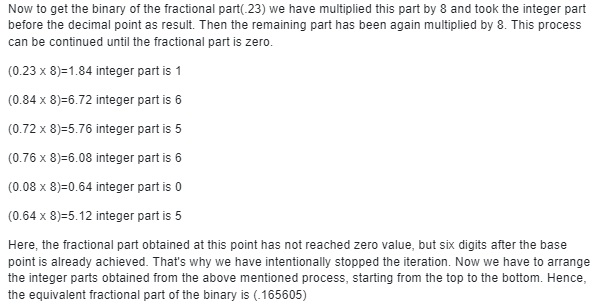 Now to get the binary of the fractional part(.23) we have multiplied this part by 8 and took the integer part
before the decimal point as result. Then the remaining part has been again multiplied by 8. This process
can be continued until the fractional part is zero.
(0.23 x 8)=1.84 integer part is 1
(0.84 x 8)=6.72 integer part is 6
(0.72 x 8)=5.76 integer part is 5
(0.76 x 8)=6.08 integer part is 6
(0.08 x 8)=0.64 integer part is 0
(0.64 x 8)=5.12 integer part is 5
Here, the fractional part obtained at this point has not reached zero value, but six digits after the base
point is already achieved. That's why we have intentionally stopped the iteration. Now we have to arrange
the integer parts obtained from the above mentioned process, starting from the top to the bottom. Hence,
the equivalent fractional part of the binary is (.165605)